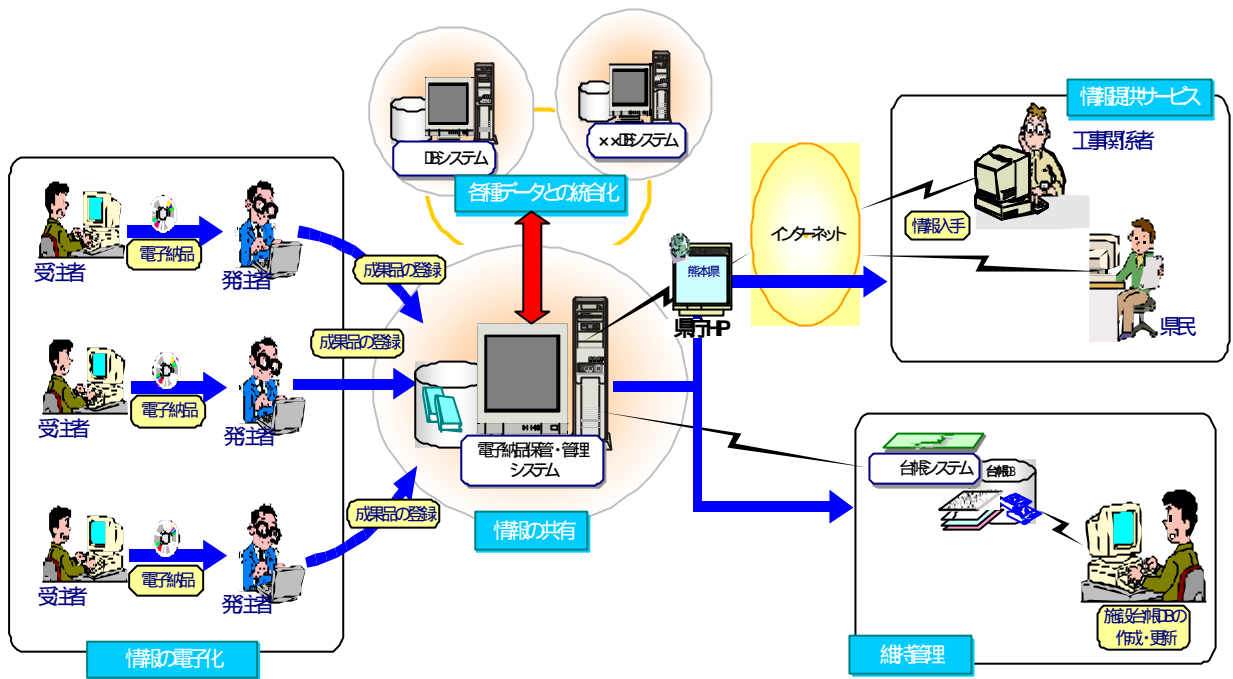 DBシステム
××DBシステム
各種データとの統合化
受注者
電子納品
発注者
成果品の登録
受注者
電子納品
発注者
成果品の登録
受注者
電子納品
発注者
成果品の登録
情報の電子化
電子納品保管・管理
システム
情報の共有
熊本県
県庁HP
インターネット
情報提供サービス
工事関係者
情報入手
県民
台帳システム
台帳DB
施設台帳DBの
作成・更新
維持管理